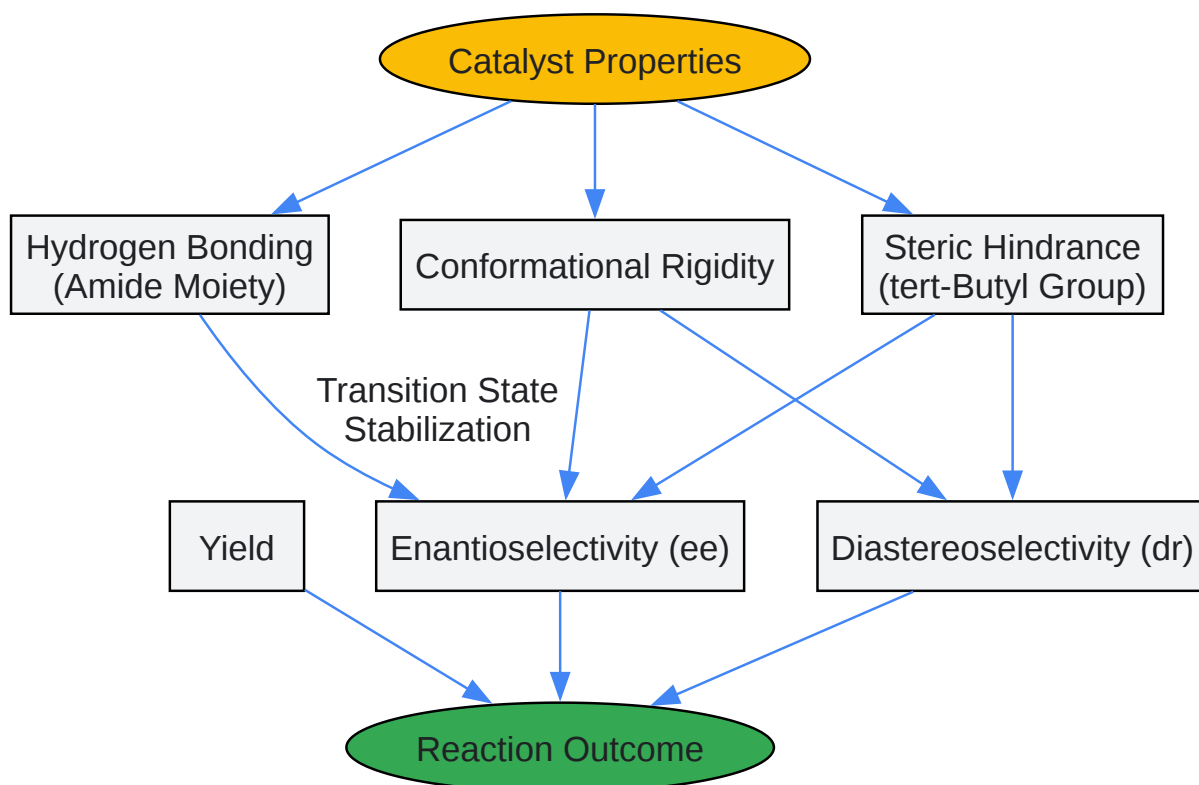 Catalyst Properties
Hydrogen Bonding
(Amide Moiety)
Conformational Rigidity
Steric Hindrance
(tert-Butyl Group)
Transition State
Stabilization
Yield
Enantioselectivity (ee)
Diastereoselectivity (dr)
Reaction Outcome